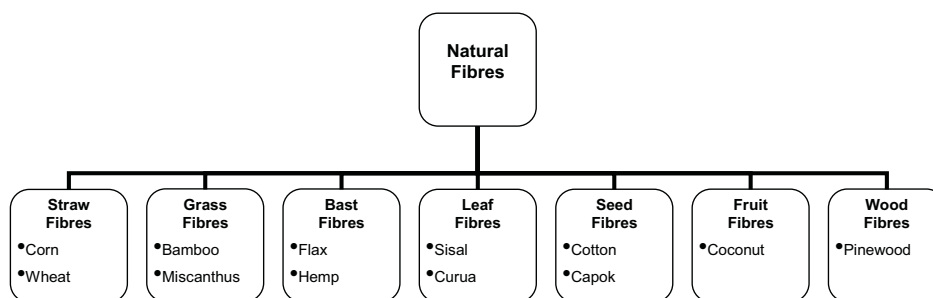 Natural
Fibres
Straw
Fibres
•Corn
•Wheat
Grass
Fibres
•Bamboo
•Miscanthus
Bast
Fibres
•Flax
•Hemp
Leaf
Fibres
•Sisal
•Curua
Seed
Fibres
•Cotton
•Capok
Fruit
Fibres
•Coconut
Wood
Fibres
•Pinewood